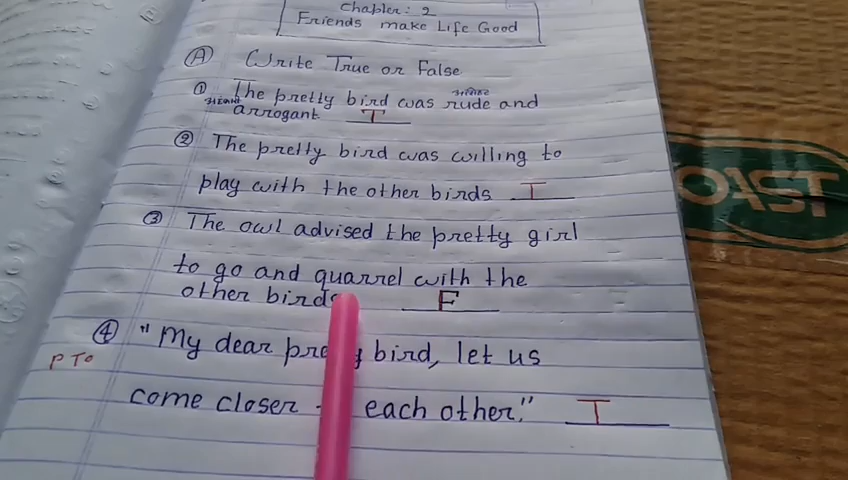 Chapter: 2
Friends make Life Good
A Write True or False
① The pretty bird was rude and
arrogant T
② The pretty bird was willing to
play with the other birds T
③ The owl advised the pretty girl
to go and quarrel with the
other birds F
④ "My dear bird, let us
P T O
come closer each other." T
OAST